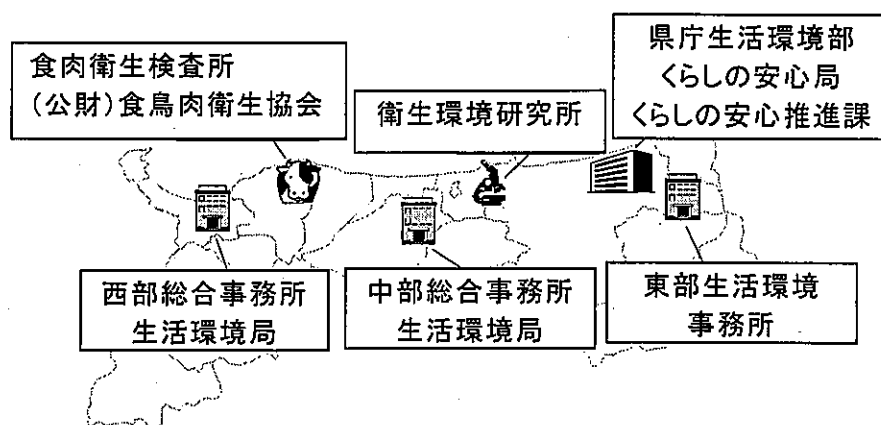 食肉衛生検査所
（公財）食鳥肉衛生協会
衛生環境研究所
県庁生活環境部
くらしの安心局
くらしの安心推進課
西部総合事務所
生活環境局
中部総合事務所
生活環境局
東部生活環境
事務所